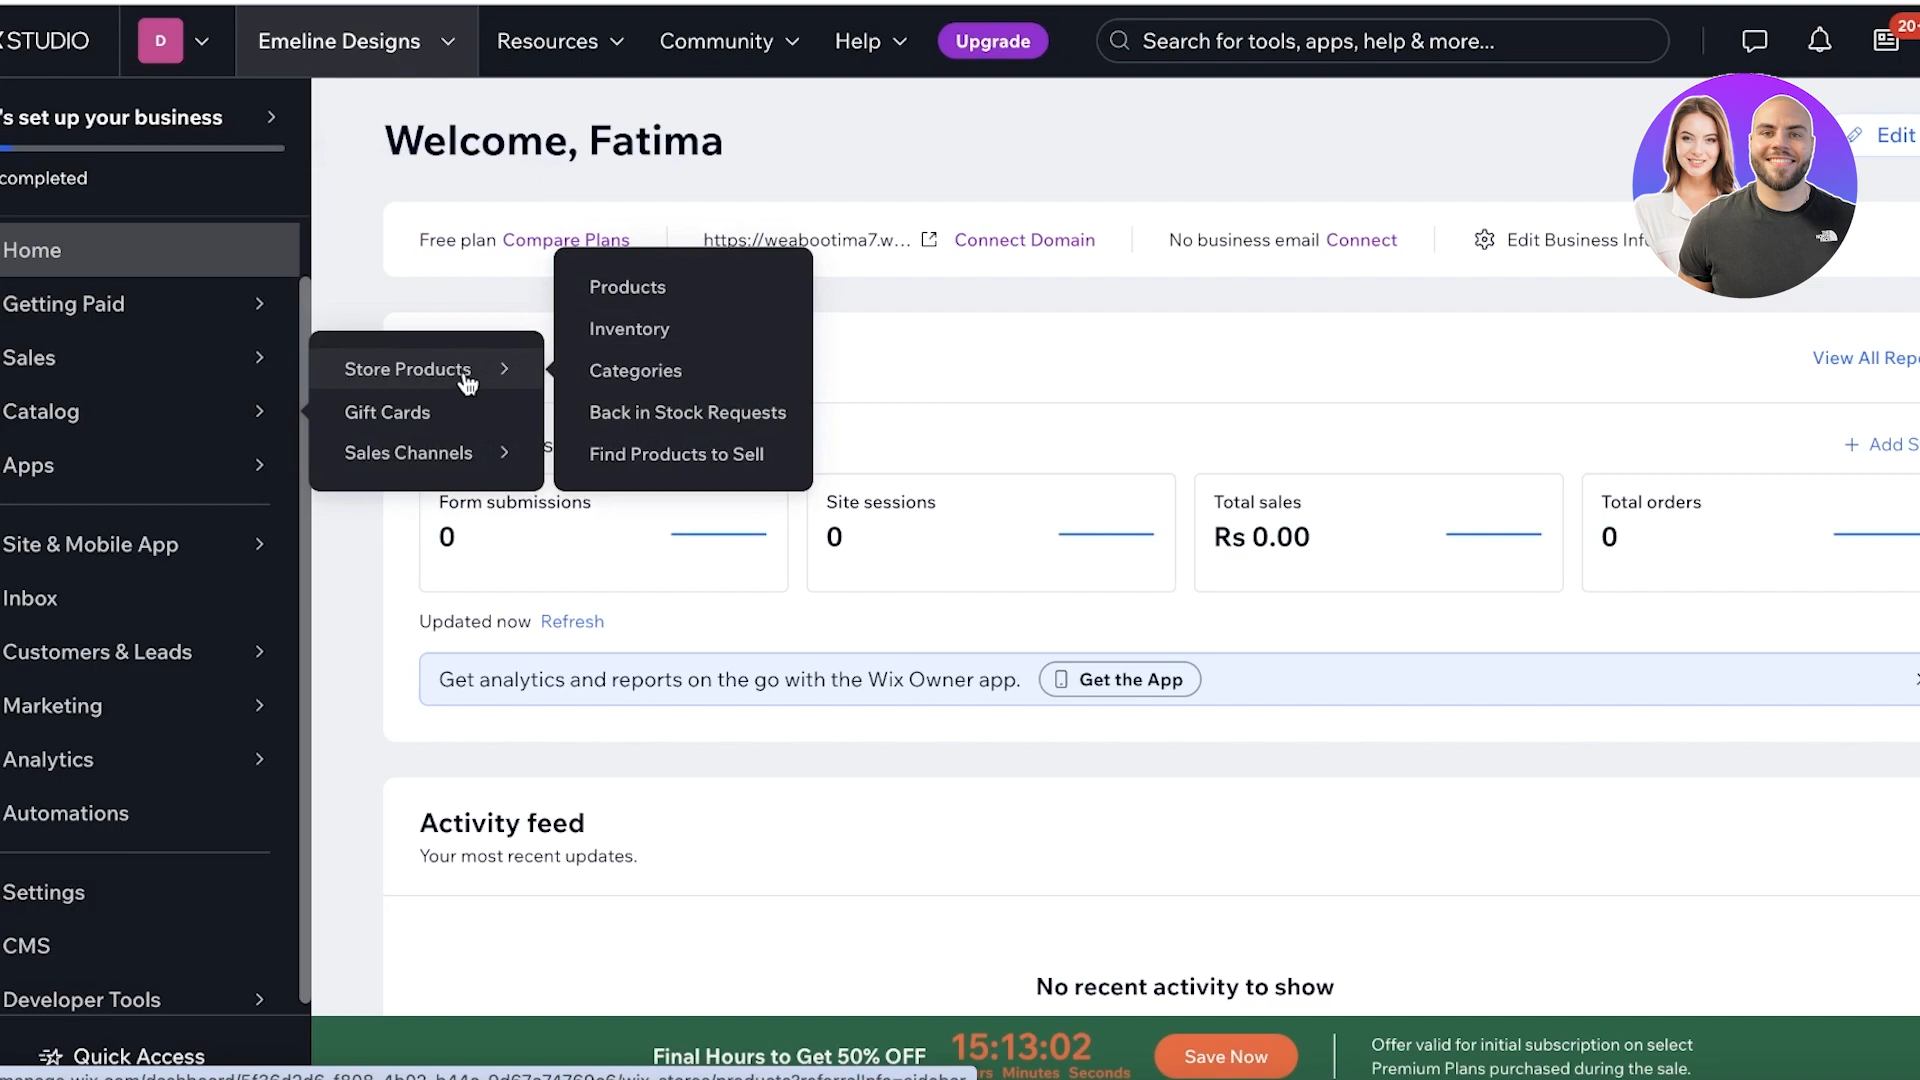 STUDIO
D
Emeline Designs
Resources
Community
Help
Upgrade
Search for tools, apps, help & more...
20+
's set up your business
completed
Home
Getting Paid
Sales
Catalog
Apps
Site & Mobile App
Inbox
Customers & Leads
Marketing
Analytics
Automations
Settings
CMS
Developer Tools
Quick Access
Store Products
Gift Cards
Sales Channels
Products
Inventory
Categories
Back in Stock Requests
Find Products to Sell
Welcome, Fatima
Edit
Free plan Compare Plans
https://weabootima7.w... Connect Domain
No business email Connect
Edit Business Info
View All Repo
+ Add S
Form submissions
0
Site sessions
0
Total sales
Rs 0.00
Total orders
0
Updated now Refresh
Get analytics and reports on the go with the Wix Owner app.
Get the App
Activity feed
Your most recent updates.
No recent activity to show
Final Hours to Get 50% OFF
15:13:02
rs Minutes Seconds
Save Now
Offer valid for initial subscription on select
Premium Plans purchased during the sale.